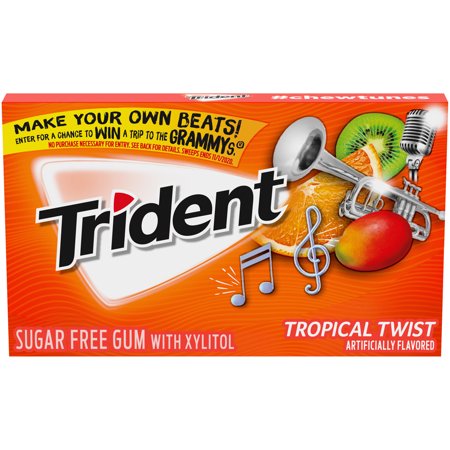 #chewtunes
MAKE YOUR OWN BEATS!
ENTER FOR A CHANCE TO WIN A TRIP TO THE GRAMMYs®
NO PURCHASE NECESSARY FOR ENTRY. SEE BACK FOR DETAILS. SWEEPS ENDS 11/1/2020.
Trident
SUGAR FREE GUM WITH XYLITOL
TROPICAL TWIST
ARTIFICIALLY FLAVORED